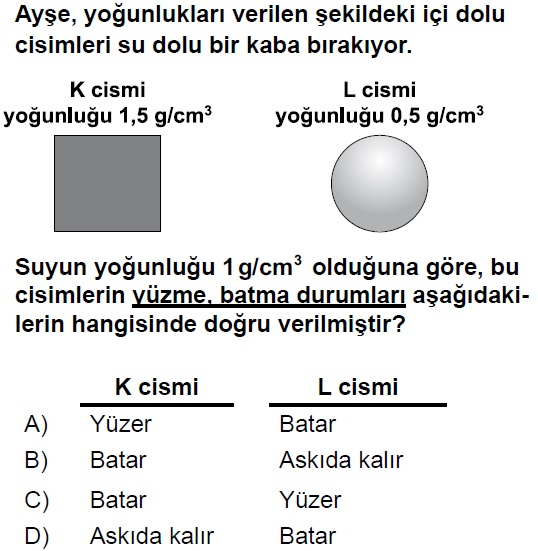 Ayşe, yoğunlukları verilen şekildeki içi dolu
cisimleri su dolu bir kaba bırakıyor.
K cismi L cismi
yoğunluğu 1,5 g/cm³ yoğunluğu 0,5 g/cm³
Suyun yoğunluğu 1 g/cm³ olduğuna göre, bu
cisimlerin yüzme, batma durumları aşağıdaki-
lerin hangisinde doğru verilmiştir?
K cismi L cismi
A) Yüzer Batar
B) Batar Askıda kalır
C) Batar Yüzer
D) Askıda kalır Batar